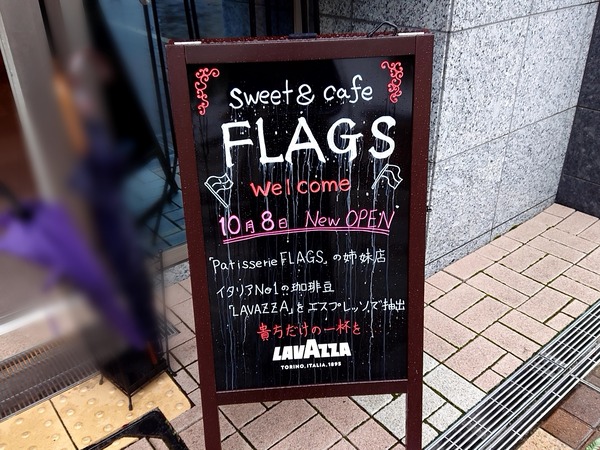 Sweet & cafe
FLAGS
Welcome
10月8日 New OPEN
「Patisserie FLAGS」の姉妹店
イタリアNo1の珈琲豆
「LAVAZZA」をエスプレッソで抽出
貴方だけの一杯を
LAVAZZA
TORINO, ITALIA, 1895